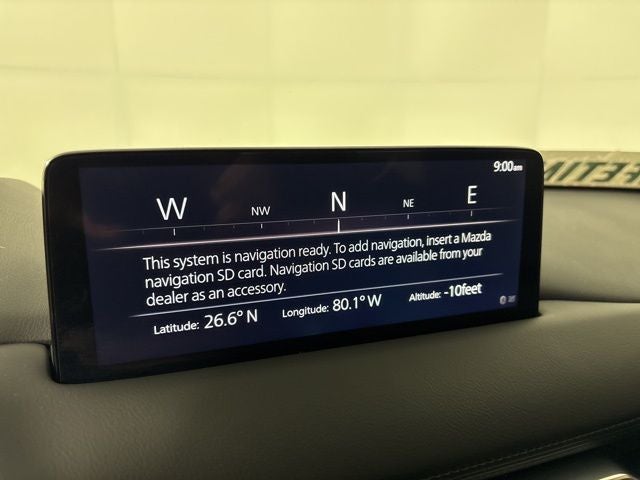 9:00am
W NW N NE E
This system is navigation ready. To add navigation, insert a Mazda
navigation SD card. Navigation SD cards are available from your
dealer as an accessory.
Latitude: 26.6° N Longitude: 80.1° W Altitude: -10feet